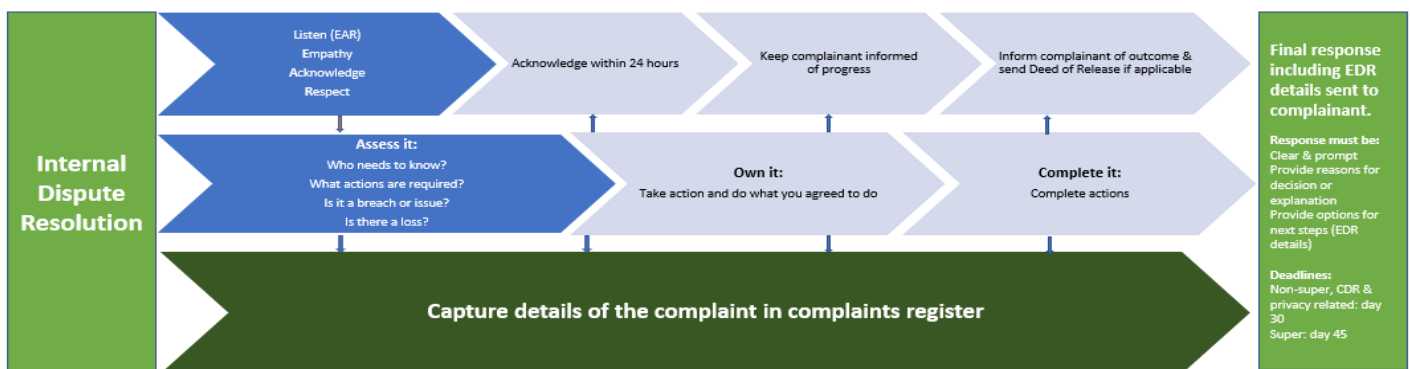 Internal
Dispute
Resolution
Listen (EAR)
Empathy
Acknowledge
Respect
Acknowledge within 24 hours
Keep complainant informed
of progress
Inform complainant of outcome &
send Deed of Release if applicable
Assess it:
Who needs to know?
What actions are required?
Is it a breach or issue?
Is there a loss?
Own it:
Take action and do what you agreed to do
Complete it:
Complete actions
Capture details of the complaint in complaints register
Final response
including EDR
details sent to
complainant.
Response must be:
Clear & prompt
Provide reasons for
decision or
explanation
Provide options for
next steps (EDR
details)
Deadlines:
Non-super, CDR &
privacy related: day
30
Super: day 45